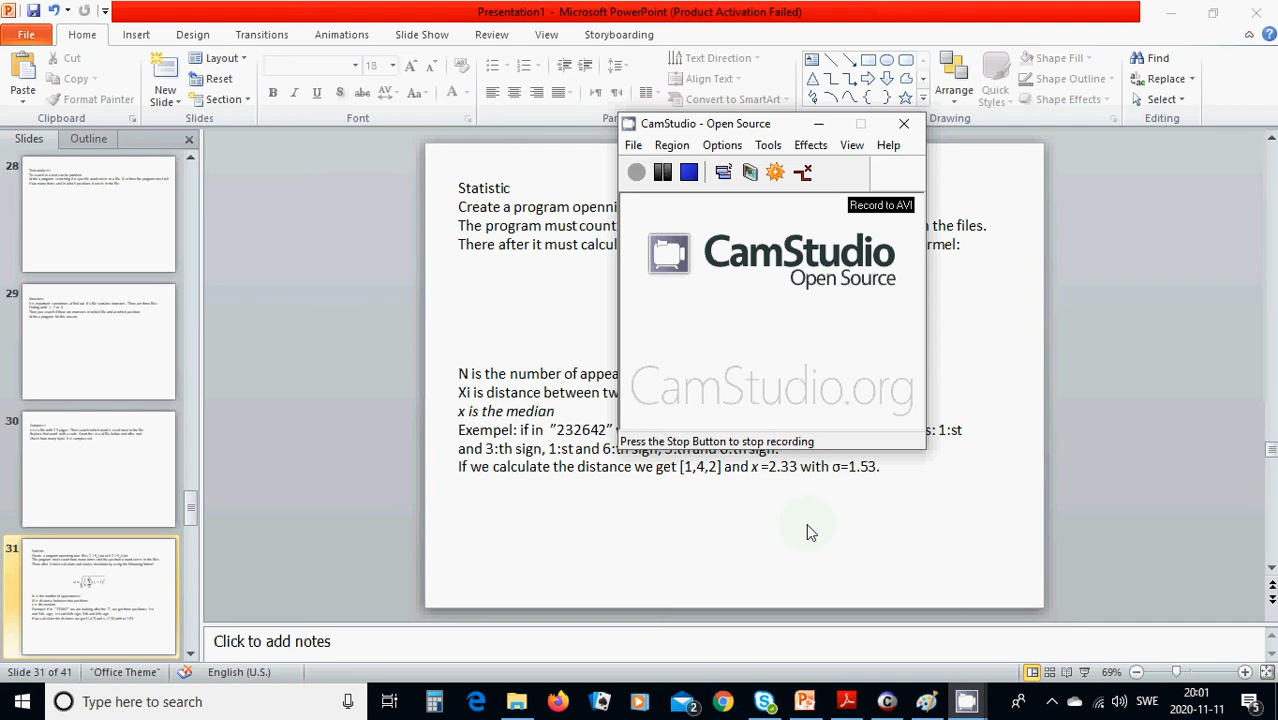 Presentation1 - Microsoft PowerPoint (Product Activation Failed)
File Home Insert Design Transitions Animations Slide Show Review View Storyboarding
Cut
Copy
Format Painter
Paste
Clipboard
New
Slide
Layout
Reset
Section
Slides
18
Font
Text Direction
Align Text
Convert to SmartArt
Arrange
Quick
Styles
Shape Fill
Shape Outline
Shape Effects
Drawing
Find
Replace
Select
Editing
Slides Outline
28
29
30
31
Statistic
Create a program openni
The program must count
the files.
There after it must calcul
rmel:
N is the number of appea
Xi is distance between tw
x is the median
Exempel: if in ”232642”
s: 1:st
and 3:th sign, 1:st and 6:th sign,
If we calculate the distance we get [1,4,2] and x =2.33 with σ=1.53.
CamStudio - Open Source
File Region Options Tools Effects View Help
Record to AVI
CamStudio
Open Source
CamStudio.org
Press the Stop Button to stop recording
Click to add notes
Slide 31 of 41 "Office Theme" English (U.S.) 69%
Type here to search
2
SWE
20:01
2020-11-11
5